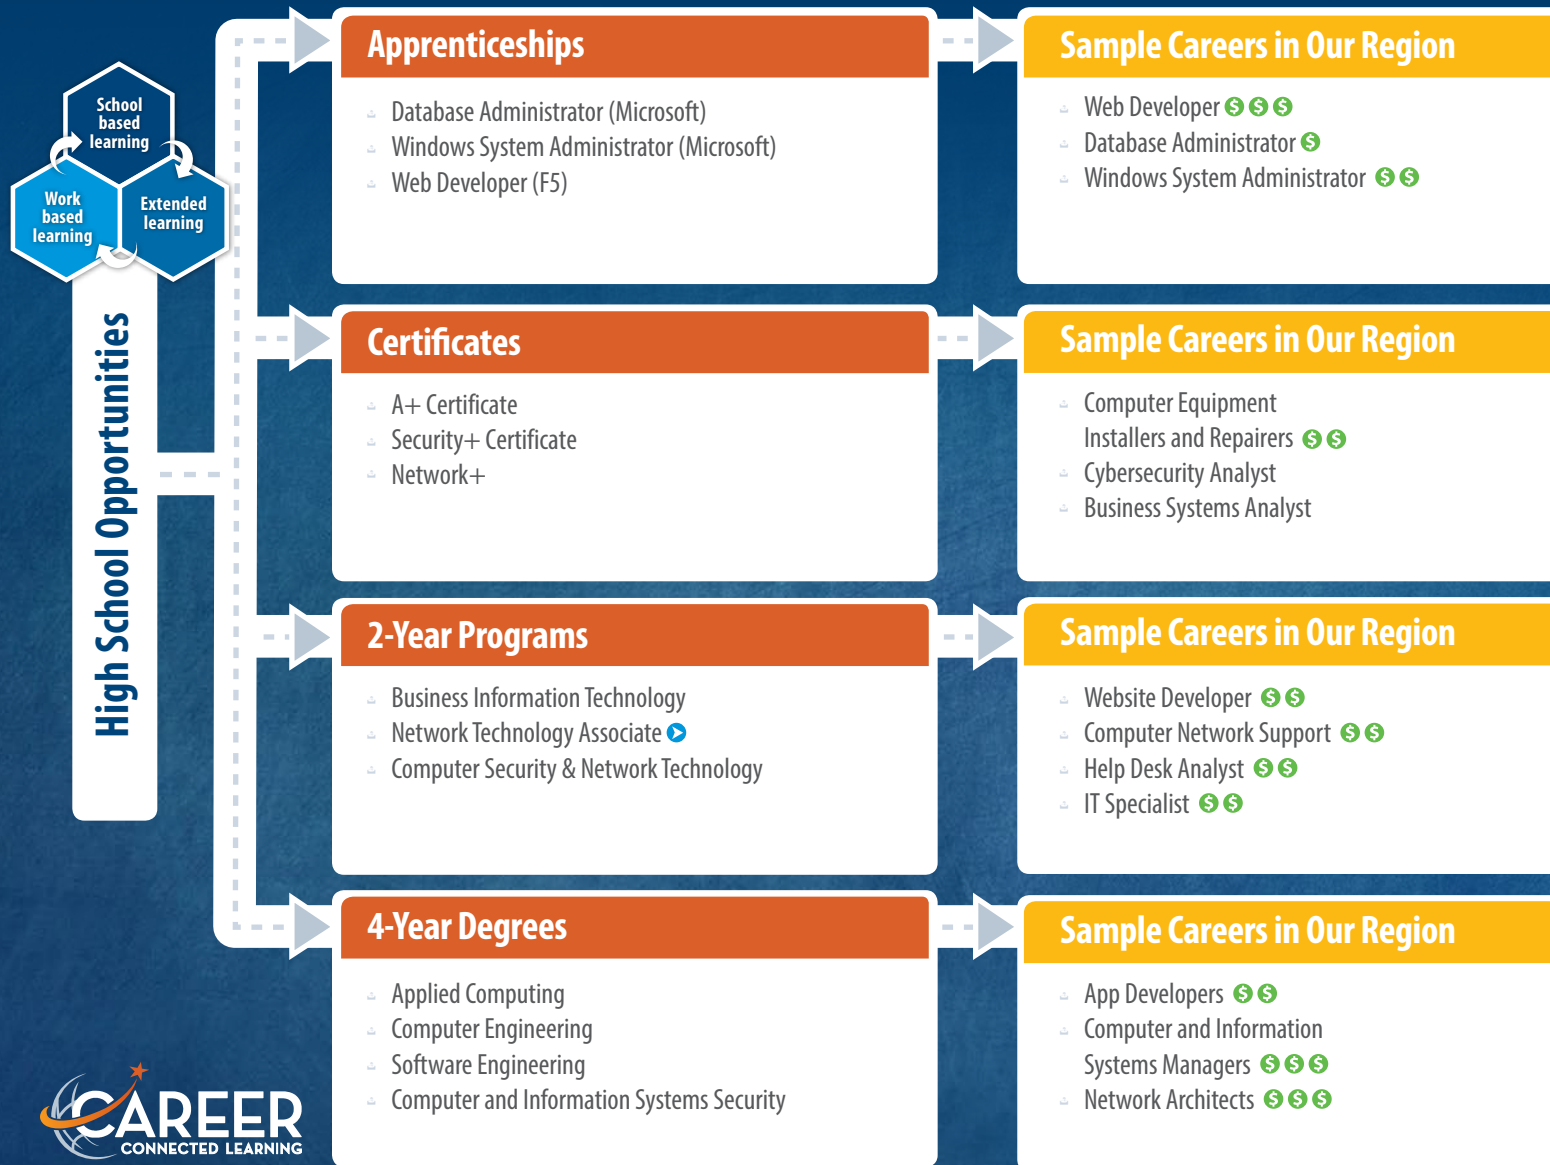 School
based
learning
Work
based
learning
Extended
learning
High School Opportunities
Apprenticeships
Database Administrator (Microsoft)
Windows System Administrator (Microsoft)
Web Developer (F5)
Sample Careers in Our Region
Web Developer $ $ $
Database Administrator $
Windows System Administrator $ $
Certificates
A+ Certificate
Security+ Certificate
Network+
Sample Careers in Our Region
Computer Equipment
Installers and Repairers $ $
Cybersecurity Analyst
Business Systems Analyst
2-Year Programs
Business Information Technology
Network Technology Associate
Computer Security & Network Technology
Sample Careers in Our Region
Website Developer $ $
Computer Network Support $ $
Help Desk Analyst $ $
IT Specialist $ $
4-Year Degrees
Applied Computing
Computer Engineering
Software Engineering
Computer and Information Systems Security
Sample Careers in Our Region
App Developers $ $
Computer and Information
Systems Managers $ $ $
Network Architects $ $ $
CAREER
CONNECTED LEARNING